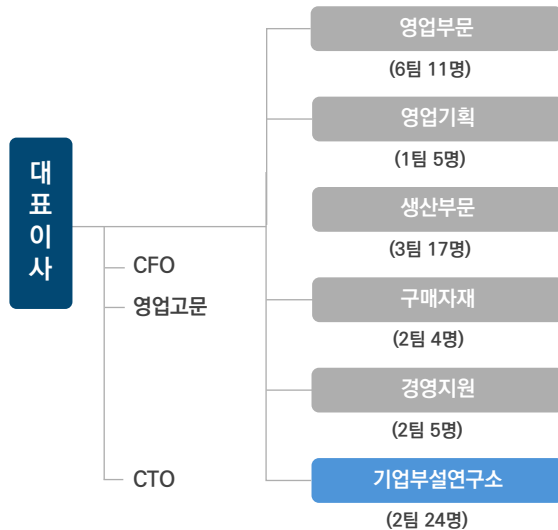 대표이사
CFO
영업고문
CTO
영업부문
(6팀 11명)
영업기획
(1팀 5명)
생산부문
(3팀 17명)
구매자재
(2팀 4명)
경영지원
(2팀 5명)
기업부설연구소
(2팀 24명)